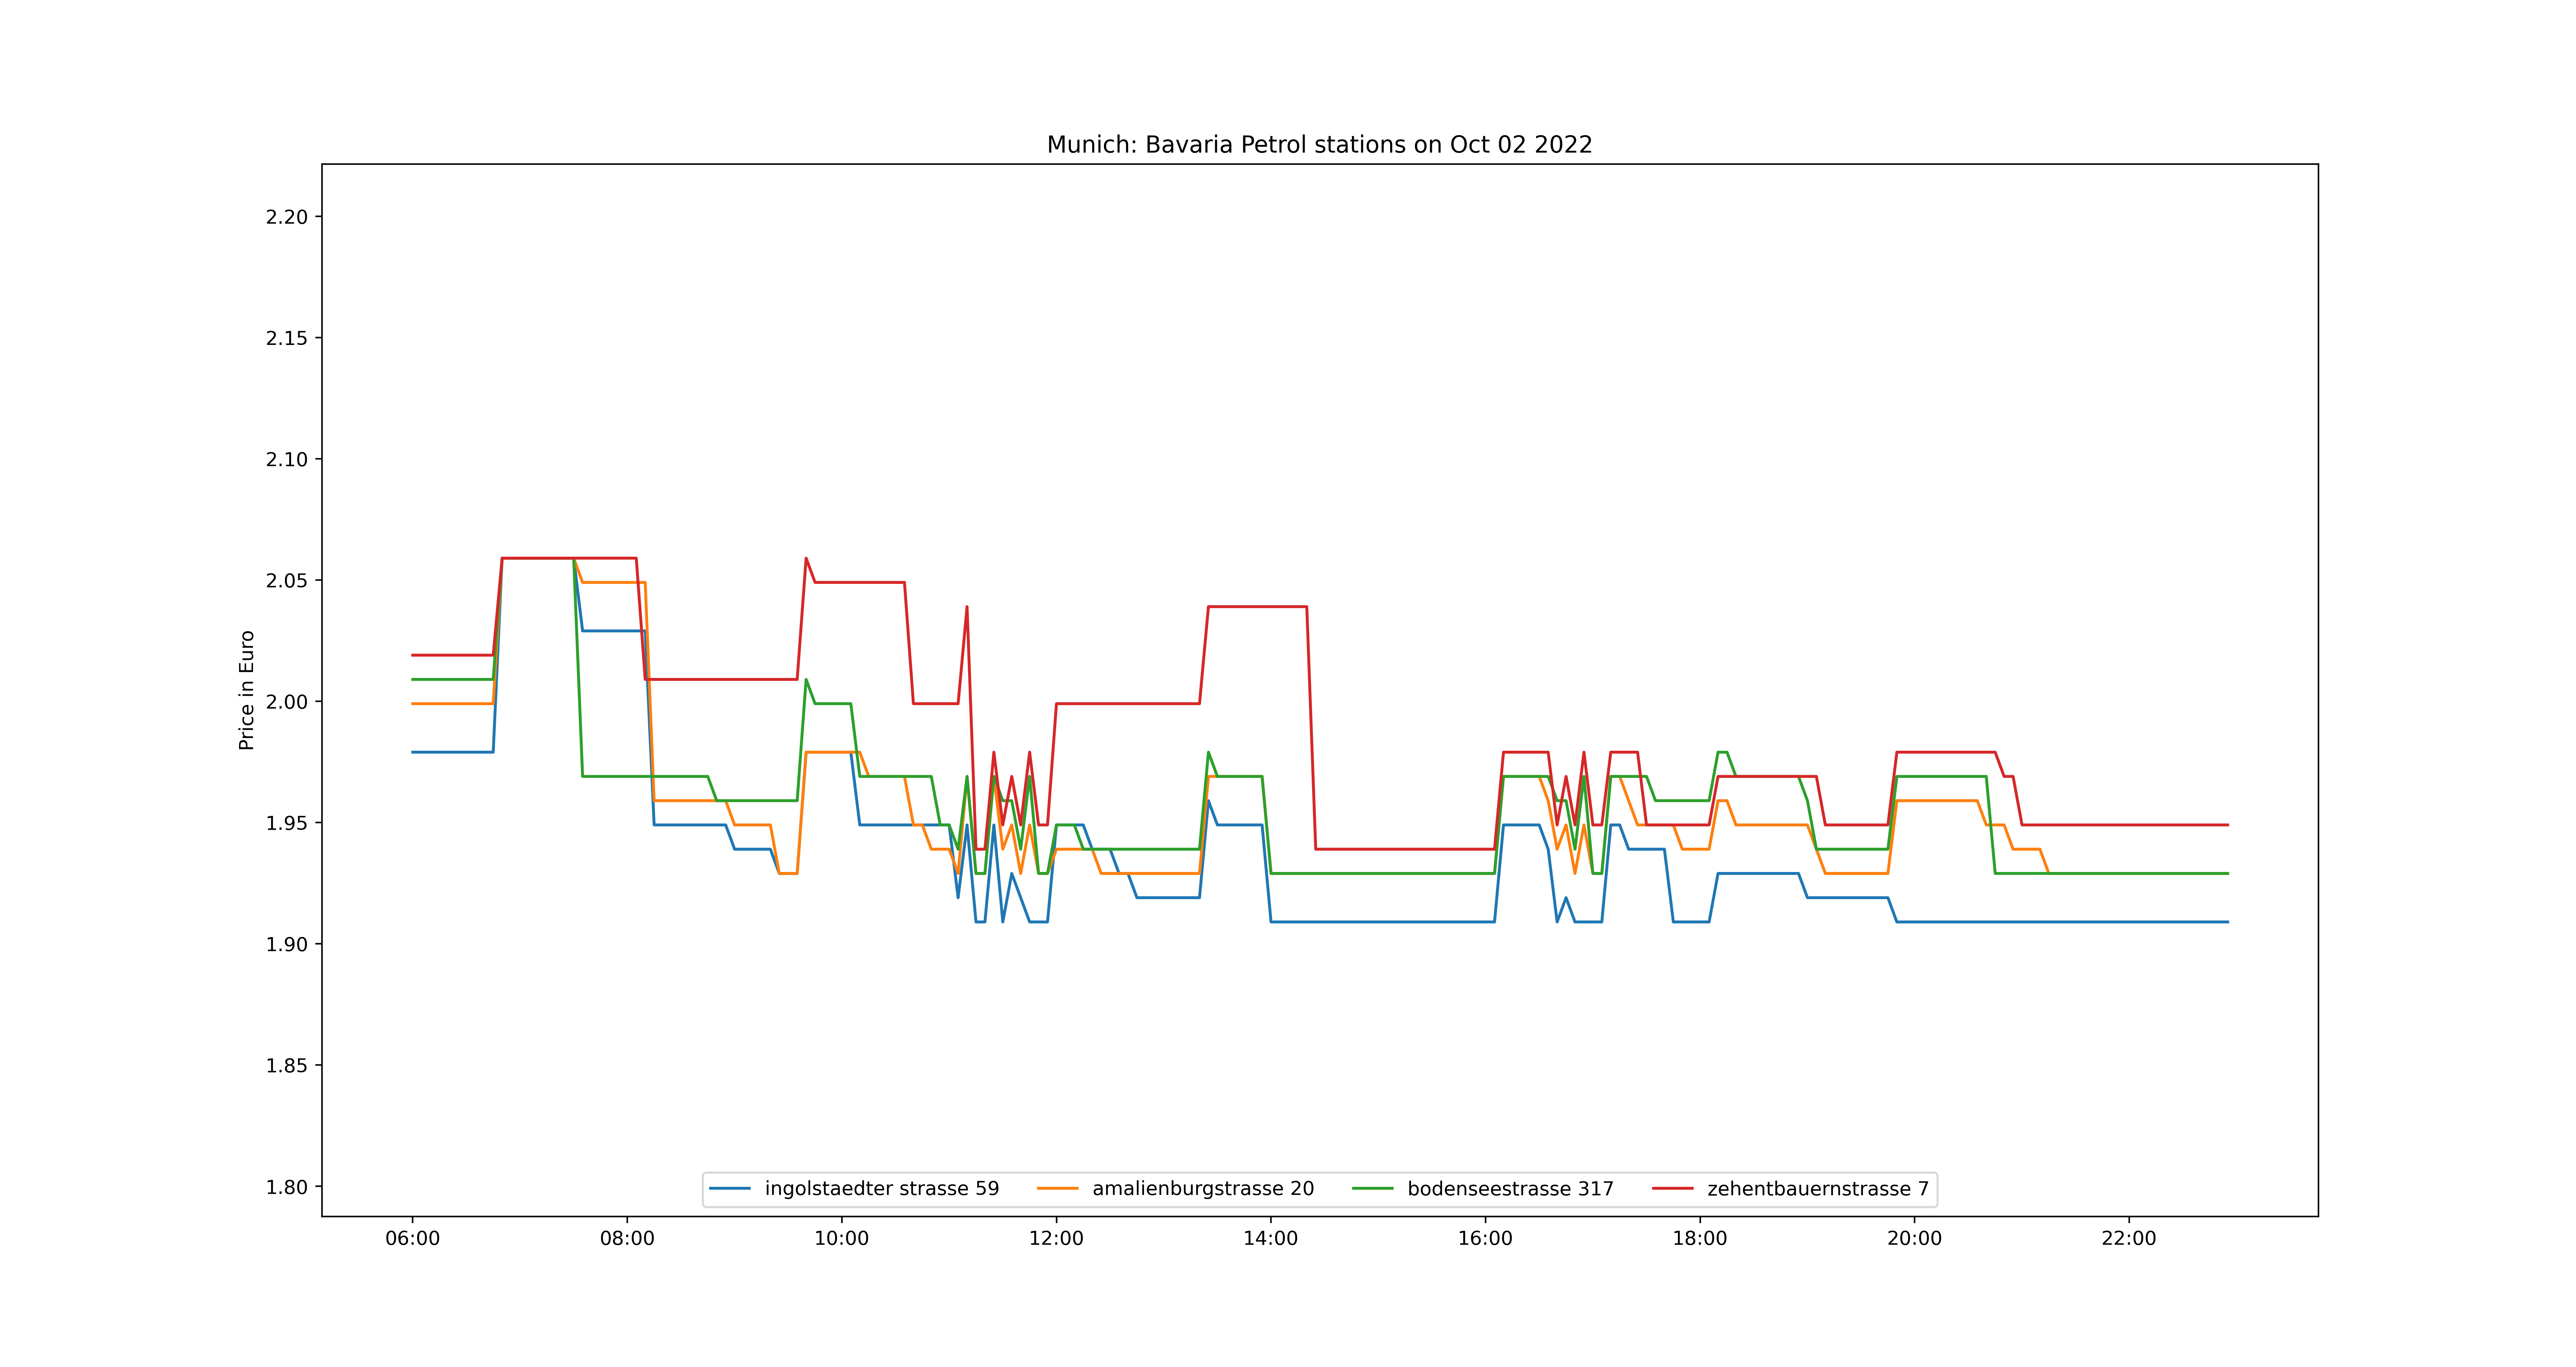 Munich: Bavaria Petrol stations on Oct 02 2022
2.20
2.15
2.10
2.05
2.00
1.95
1.90
1.85
1.80
Price in Euro
ingolstaedter strasse 59 amalienburgstrasse 20 bodenseestrasse 317 zehentbauernstrasse 7
06:00 08:00 10:00 12:00 14:00 16:00 18:00 20:00 22:00